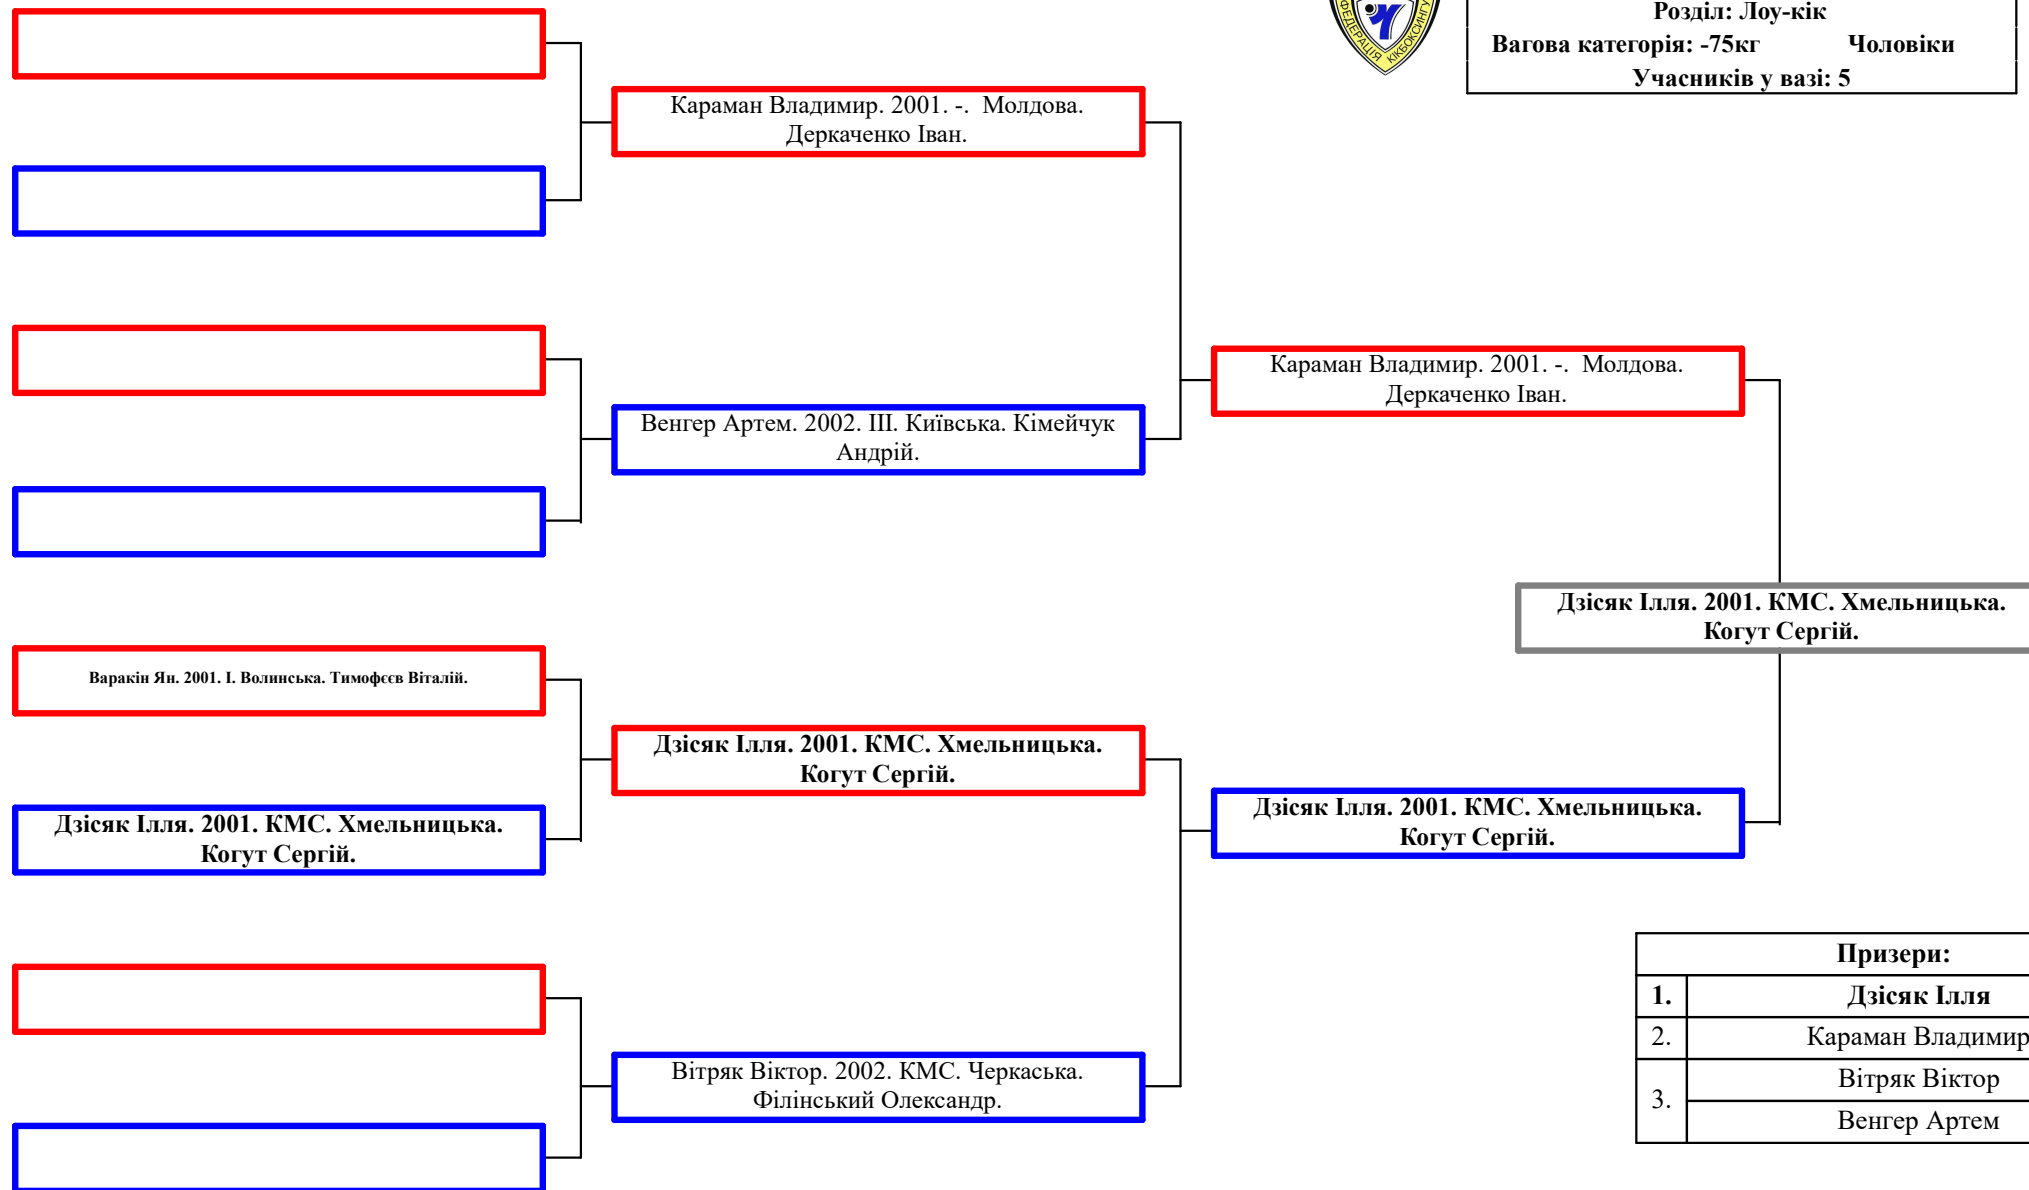 ФЕДЕРАЦІЯ КІКБОКСИНГУ
Розділ: Лоу-кік
Вагова категорія: -75кг Чоловіки
Учасників у вазі: 5
Караман Владимир. 2001. -. Молдова.
Деркаченко Іван.
Караман Владимир. 2001. -. Молдова.
Деркаченко Іван.
Венгер Артем. 2002. ІІІ. Київська. Кімейчук
Андрій.
Дзісяк Ілля. 2001. КМС. Хмельницька.
Когут Сергій.
Варакін Ян. 2001. І. Волинська. Тимофєєв Віталій.
Дзісяк Ілля. 2001. КМС. Хмельницька.
Когут Сергій.
Дзісяк Ілля. 2001. КМС. Хмельницька.
Когут Сергій.
Дзісяк Ілля. 2001. КМС. Хмельницька.
Когут Сергій.
Вітряк Віктор. 2002. КМС. Черкаська.
Філінський Олександр.
Призери:
1. Дзісяк Ілля
2. Караман Владимир
3. Вітряк Віктор
Венгер Артем